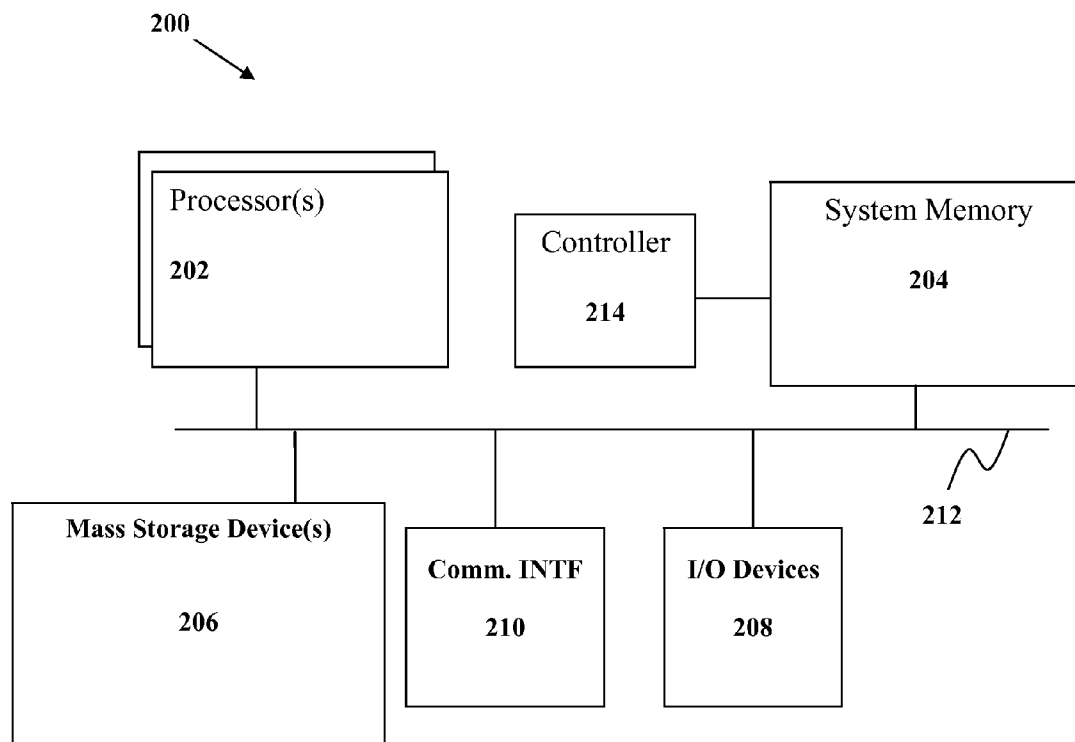 200
Processor(s)
202
Controller
214
System Memory
204
212
Mass Storage Device(s)
206
Comm. INTF
210
I/O Devices
208